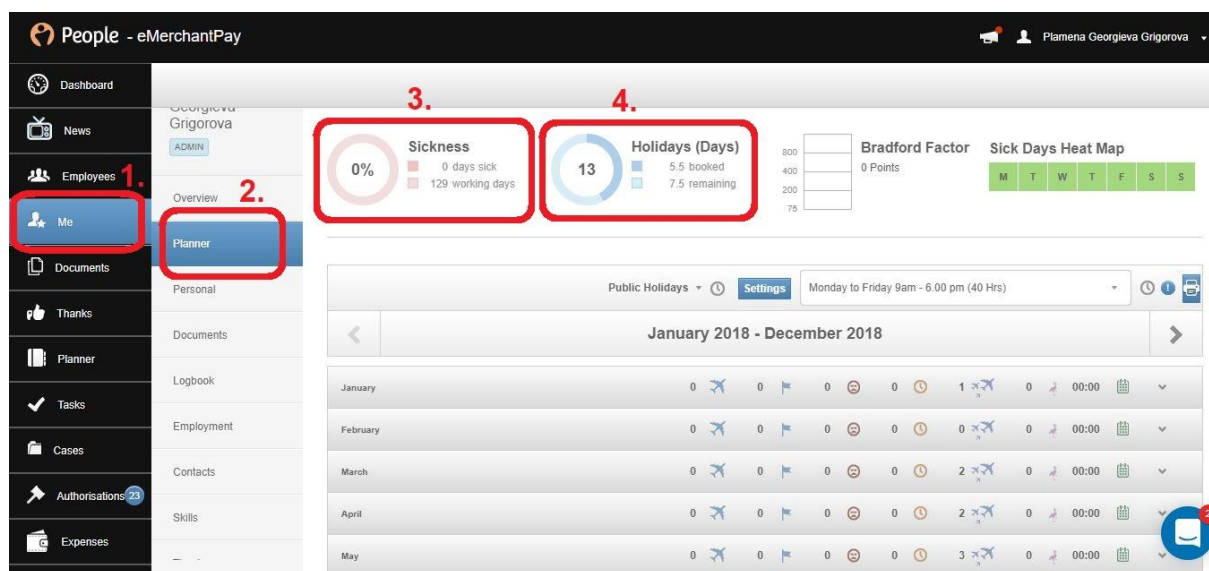 People - eMerchantPay
Plamena Georgieva Grigorova
Dashboard
News
Employees
1.
Me
Documents
Thanks
Planner
Tasks
Cases
Authorisations 23
Expenses
Georgieva
Grigorova
ADMIN
Overview
2.
Planner
Personal
Documents
Logbook
Employment
Contacts
Skills
3.
Sickness
0%
0 days sick
129 working days
4.
Holidays (Days)
13
5.5 booked
7.5 remaining
800
400
200
75
Bradford Factor
0 Points
Sick Days Heat Map
M T W T F S S
Public Holidays Settings Monday to Friday 9am - 6.00 pm (40 Hrs)
January 2018 - December 2018
January 0 0 0 0 1 0 00:00
February 0 0 0 0 0 0 00:00
March 0 0 0 0 2 0 00:00
April 0 0 0 0 2 0 00:00
May 0 0 0 0 3 0 00:00
2